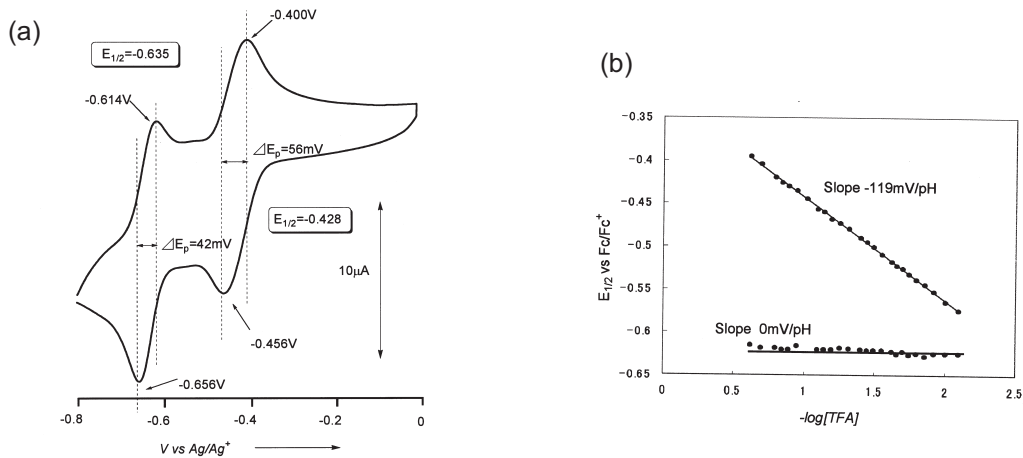 (a)
-0.400V
E1/2=-0.635
-0.614V
⊿Ep=56mV
E1/2=-0.428
⊿Ep=42mV
10μA
-0.456V
-0.656V
-0.8 -0.6 -0.4 -0.2 0
V vs Ag/Ag+
(b)
-0.35
-0.4
-0.45
-0.5
-0.55
-0.6
-0.65
E1/2 vs Fc/Fc+
Slope -119mV/pH
Slope 0mV/pH
0 0.5 1 1.5 2 2.5
-log[TFA]